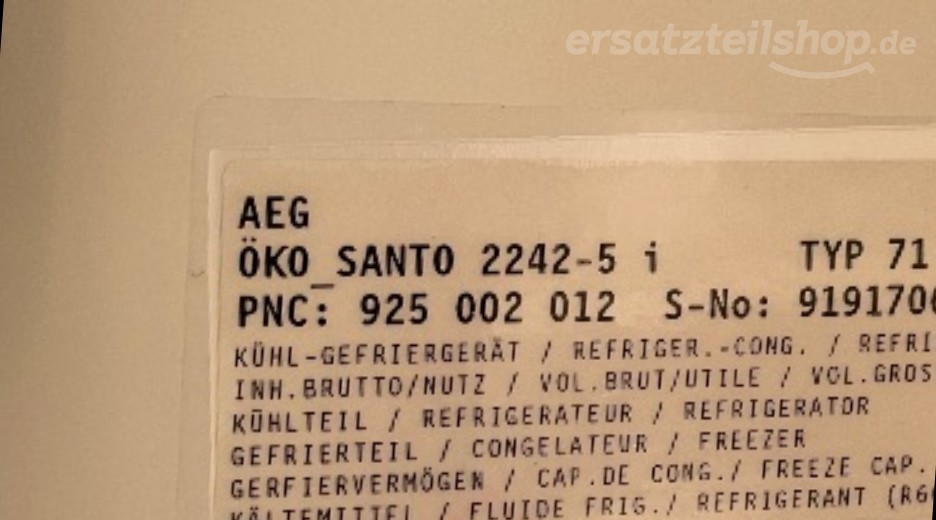 ersatzteilshop.de
AEG
ÖKO_SANTO 2242-5 i TYP 71
PNC: 925 002 012 S-No: 919170
KÜHL-GEFRIERGERÄT / REFRIGER.-CONG. / REFRI
INH.BRUTTO/NUTZ / VOL.BRUT/UTILE / VOL.GROS
KÜHLTEIL / REFRIGERATEUR / REFRIGERATOR
GEFRIERTEIL / CONGELATEUR / FREEZER
GERFIERVERMÖGEN / CAP.DE CONG./ FREEZE CAP.
KÄLTEMITTEL / FLUIDE FRIG./ REFRIGERANT (R6